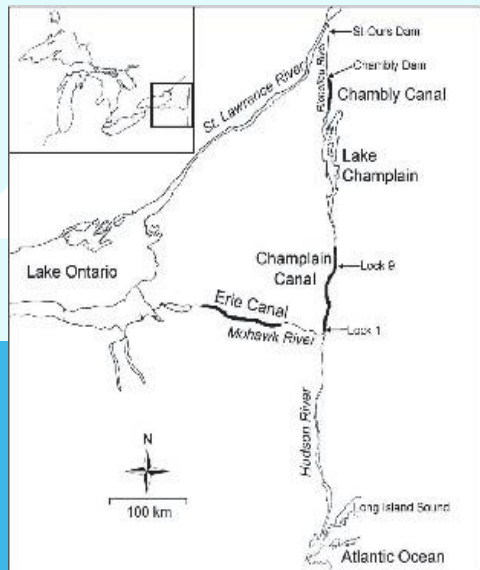 St Ours Dam
Chambly Dam
Richelieu River
Chambly Canal
St. Lawrence River
Lake
Champlain
Lake Ontario
Champlain
Canal
Lock 9
Erie Canal
Mohawk River
Lock 1
Hudson River
N
100 km
Long Island Sound
Atlantic Ocean